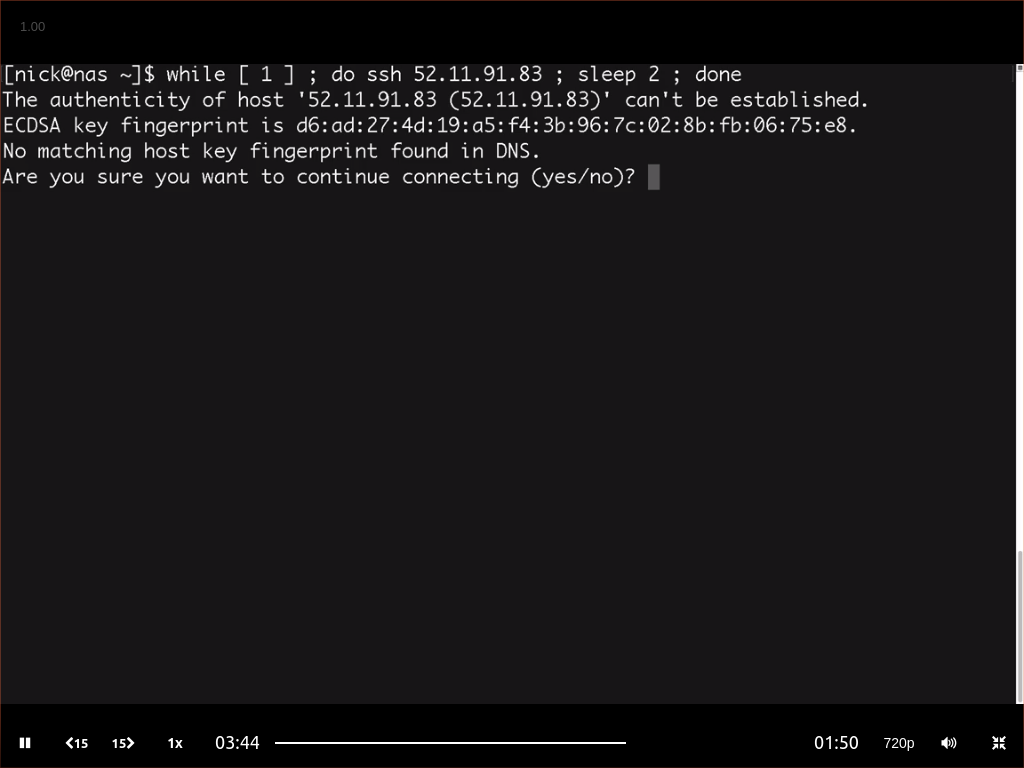 1.00
[nick@nas ~]$ while [ 1 ] ; do ssh 52.11.91.83 ; sleep 2 ; done
The authenticity of host '52.11.91.83 (52.11.91.83)' can't be established.
ECDSA key fingerprint is d6:ad:27:4d:19:a5:f4:3b:96:7c:02:8b:fb:06:75:e8.
No matching host key fingerprint found in DNS.
Are you sure you want to continue connecting (yes/no)?
15 15 1x 03:44 01:50 720p